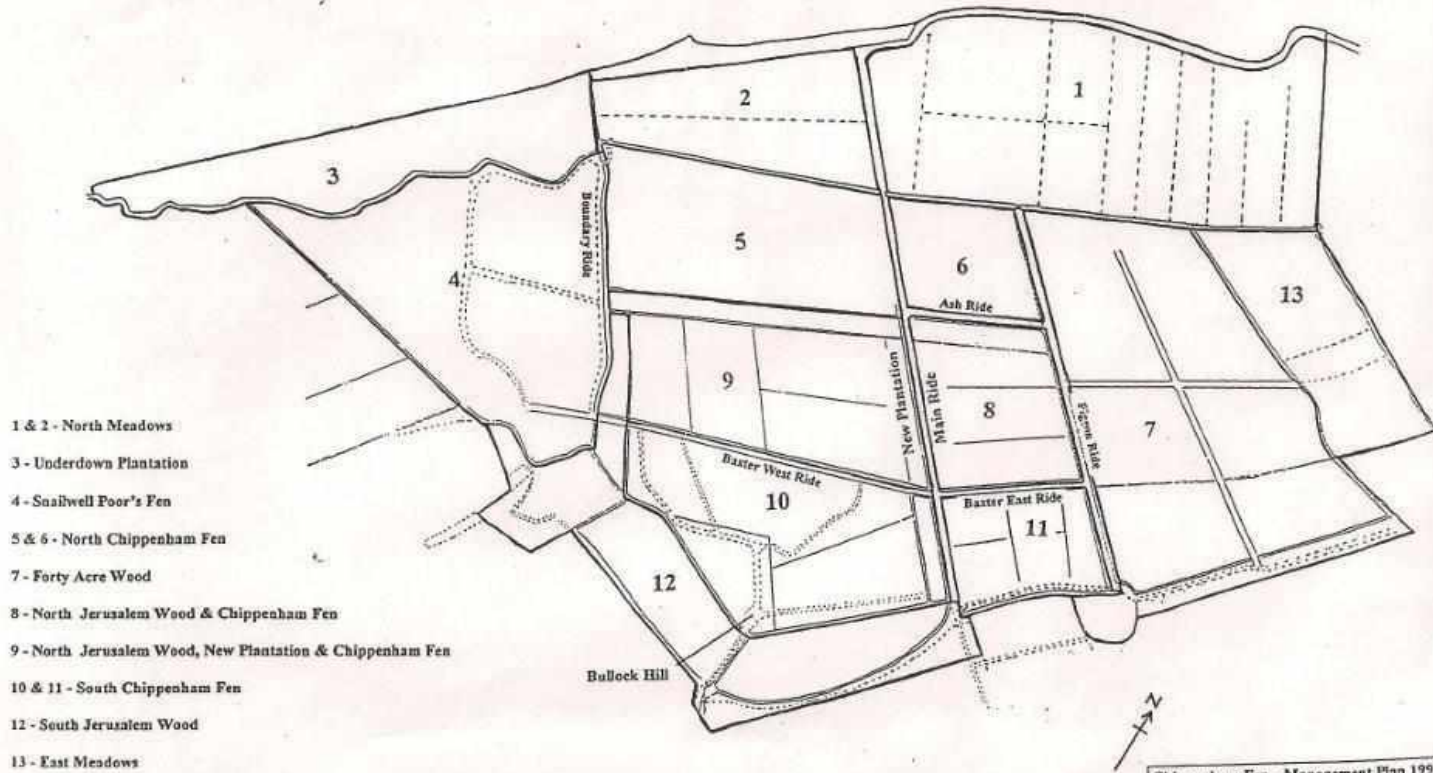 1
2
3
Boundary Ride
4
5
6
Ash Ride
13
9
New Plantation
Main Ride
8
Pigeon Ride
7
Baxter West Ride
10
Baxter East Ride
11
12
Bullock Hill
N
1 & 2 - North Meadows
3 - Underdown Plantation
4 - Snailwell Poor's Fen
5 & 6 - North Chippenham Fen
7 - Forty Acre Wood
8 - North Jerusalem Wood & Chippenham Fen
9 - North Jerusalem Wood, New Plantation & Chippenham Fen
10 & 11 - South Chippenham Fen
12 - South Jerusalem Wood
13 - East Meadows
Management Plan